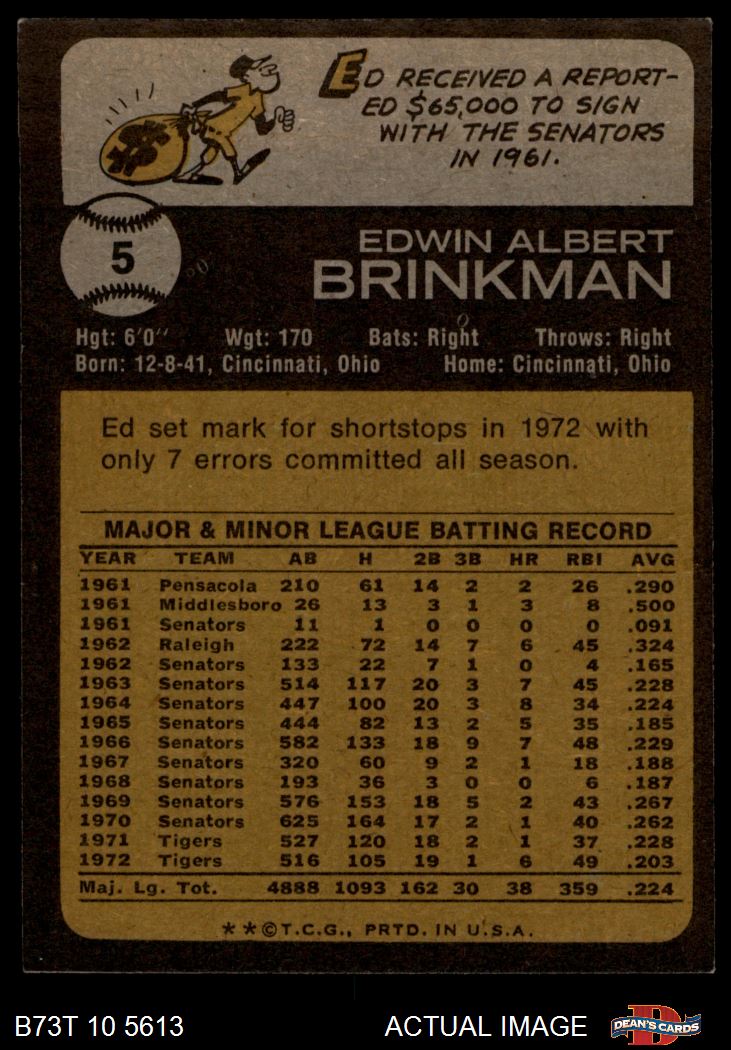 ED RECEIVED A REPORT-
ED $65,000 TO SIGN
WITH THE SENATORS
IN 1961.
5
EDWIN ALBERT
BRINKMAN
Hgt: 6'0" Wgt: 170 Bats: Right Throws: Right
Born: 12-8-41, Cincinnati, Ohio Home: Cincinnati, Ohio
Ed set mark for shortstops in 1972 with
only 7 errors committed all season.
MAJOR & MINOR LEAGUE BATTING RECORD
YEAR TEAM AB H 2B 3B HR RBI AVG
1961 Pensacola 210 61 14 2 2 26 .290
1961 Middlesboro 26 13 3 1 3 8 .500
1961 Senators 11 1 0 0 0 0 .091
1962 Raleigh 222 72 14 7 6 45 .324
1962 Senators 133 22 7 1 0 4 .165
1963 Senators 514 117 20 3 7 45 .228
1964 Senators 447 100 20 3 8 34 .224
1965 Senators 444 82 13 2 5 35 .185
1966 Senators 582 133 18 9 7 48 .229
1967 Senators 320 60 9 2 1 18 .188
1968 Senators 193 36 3 0 0 6 .187
1969 Senators 576 153 18 5 2 43 .267
1970 Senators 625 164 17 2 1 40 .262
1971 Tigers 527 120 18 2 1 37 .228
1972 Tigers 516 105 19 1 6 49 .203
Maj. Lg. Tot. 4888 1093 162 30 38 359 .224
**©T.C.G., PRTD. IN U.S.A.
B73T 10 5613 ACTUAL IMAGE DEAN'S CARDS